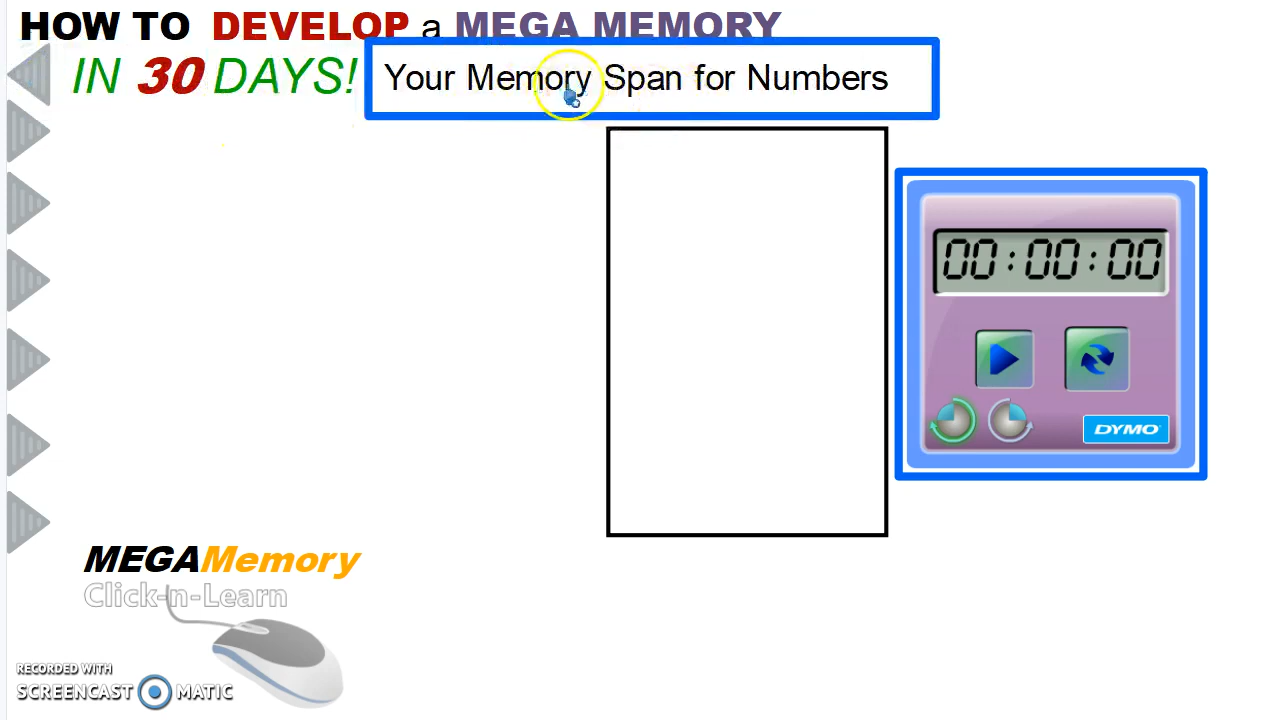 HOW TO DEVELOP a MEGA MEMORY
IN 30 DAYS!
Your Memory Span for Numbers
00:00:00
DYMO
MEGAMemory
Click-n-Learn
RECORDED WITH
SCREENCAST MATIC